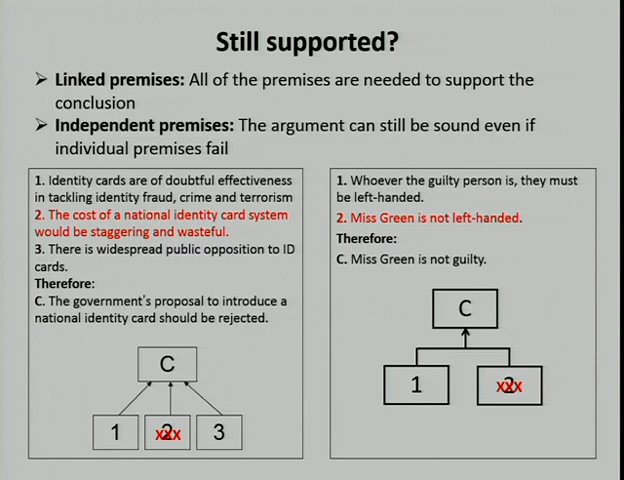 Still supported?
➢ Linked premises: All of the premises are needed to support the
conclusion
➢ Independent premises: The argument can still be sound even if
individual premises fail
1. Identity cards are of doubtful effectiveness
in tackling identity fraud, crime and terrorism
2. The cost of a national identity card system
would be staggering and wasteful.
3. There is widespread public opposition to ID
cards.
Therefore:
C. The government's proposal to introduce a
national identity card should be rejected.
C
1 2 3
xxx
1. Whoever the guilty person is, they must
be left-handed.
2. Miss Green is not left-handed.
Therefore:
C. Miss Green is not guilty.
C
1 2
xxx